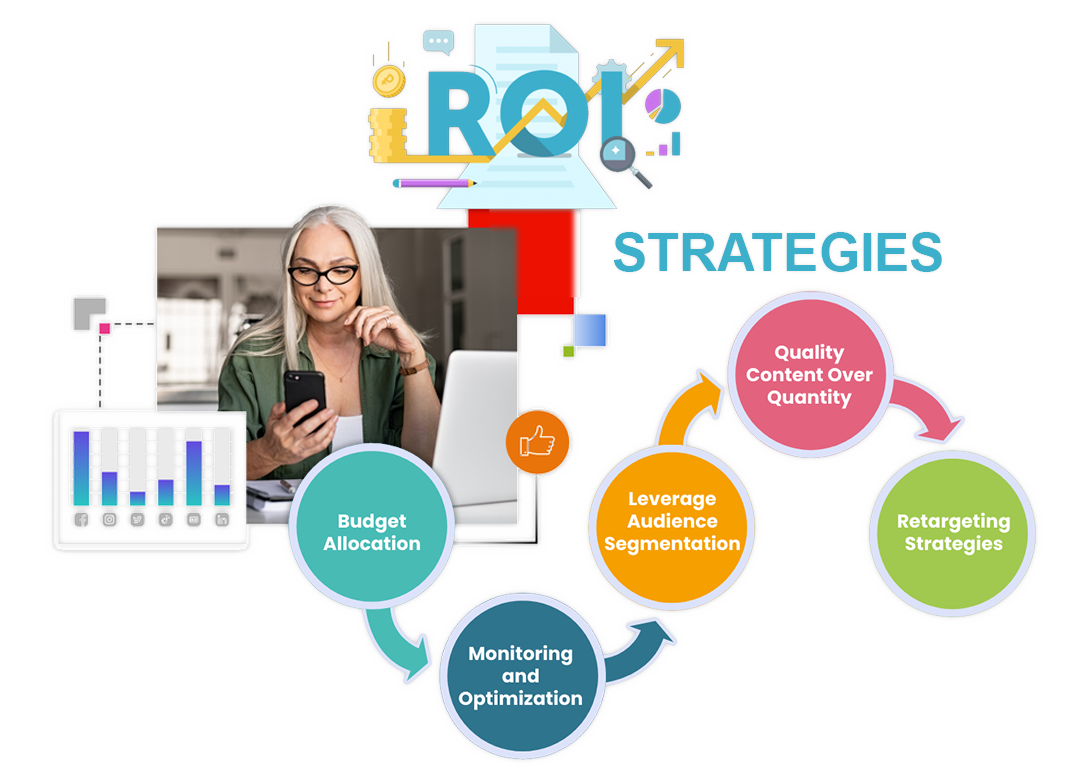 ROI
STRATEGIES
Budget
Allocation
Monitoring
and
Optimization
Leverage
Audience
Segmentation
Quality
Content Over
Quantity
Retargeting
Strategies